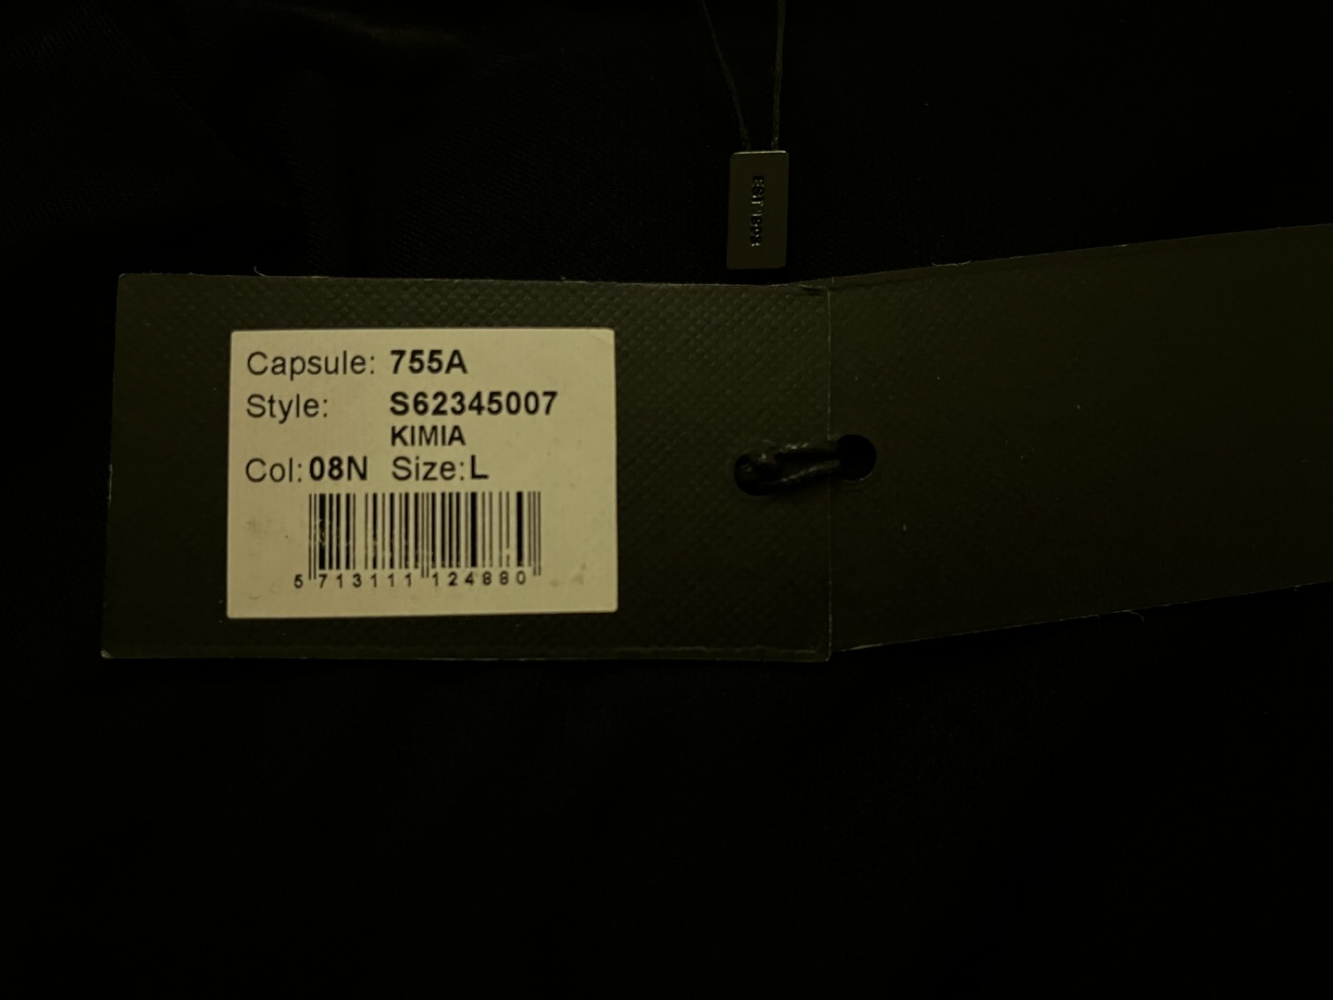 Capsule: 755A
Style: S62345007
KIMIA
Col: 08N Size: L
5 713111 124880